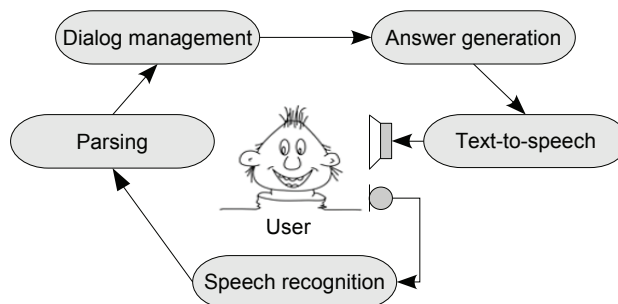 Dialog management
Answer generation
Parsing
Text-to-speech
User
Speech recognition